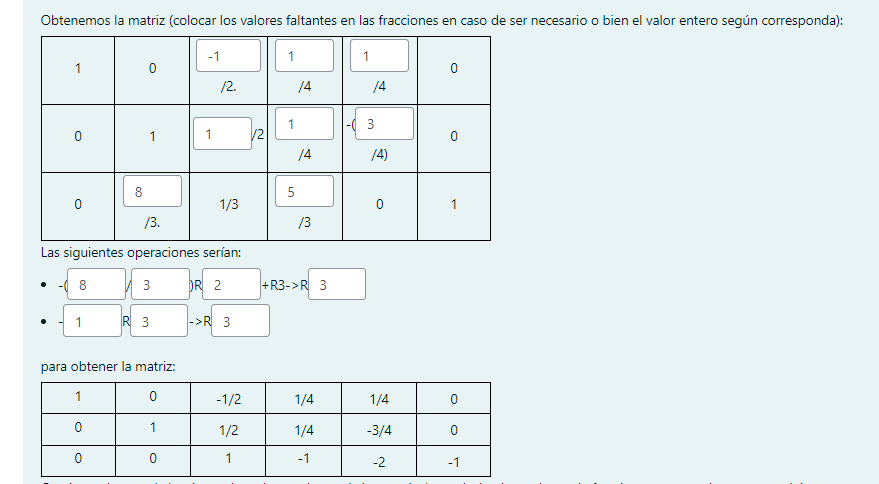 Obtenemos la matriz (colocar los valores faltantes en las fracciones en caso de ser necesario o bien el valor entero según corresponda):
1 0 -1 /2. 1 /4 1 /4 0
0 1 1 /2 1 /4 -( 3 /4) 0
0 8 /3. 1/3 5 /3 0 1
Las siguientes operaciones serían:
• -( 8 / 3 )R 2 +R3->R 3
• - 1 R 3 ->R 3
para obtener la matriz:
1 0 -1/2 1/4 1/4 0
0 1 1/2 1/4 -3/4 0
0 0 1 -1 -2 -1